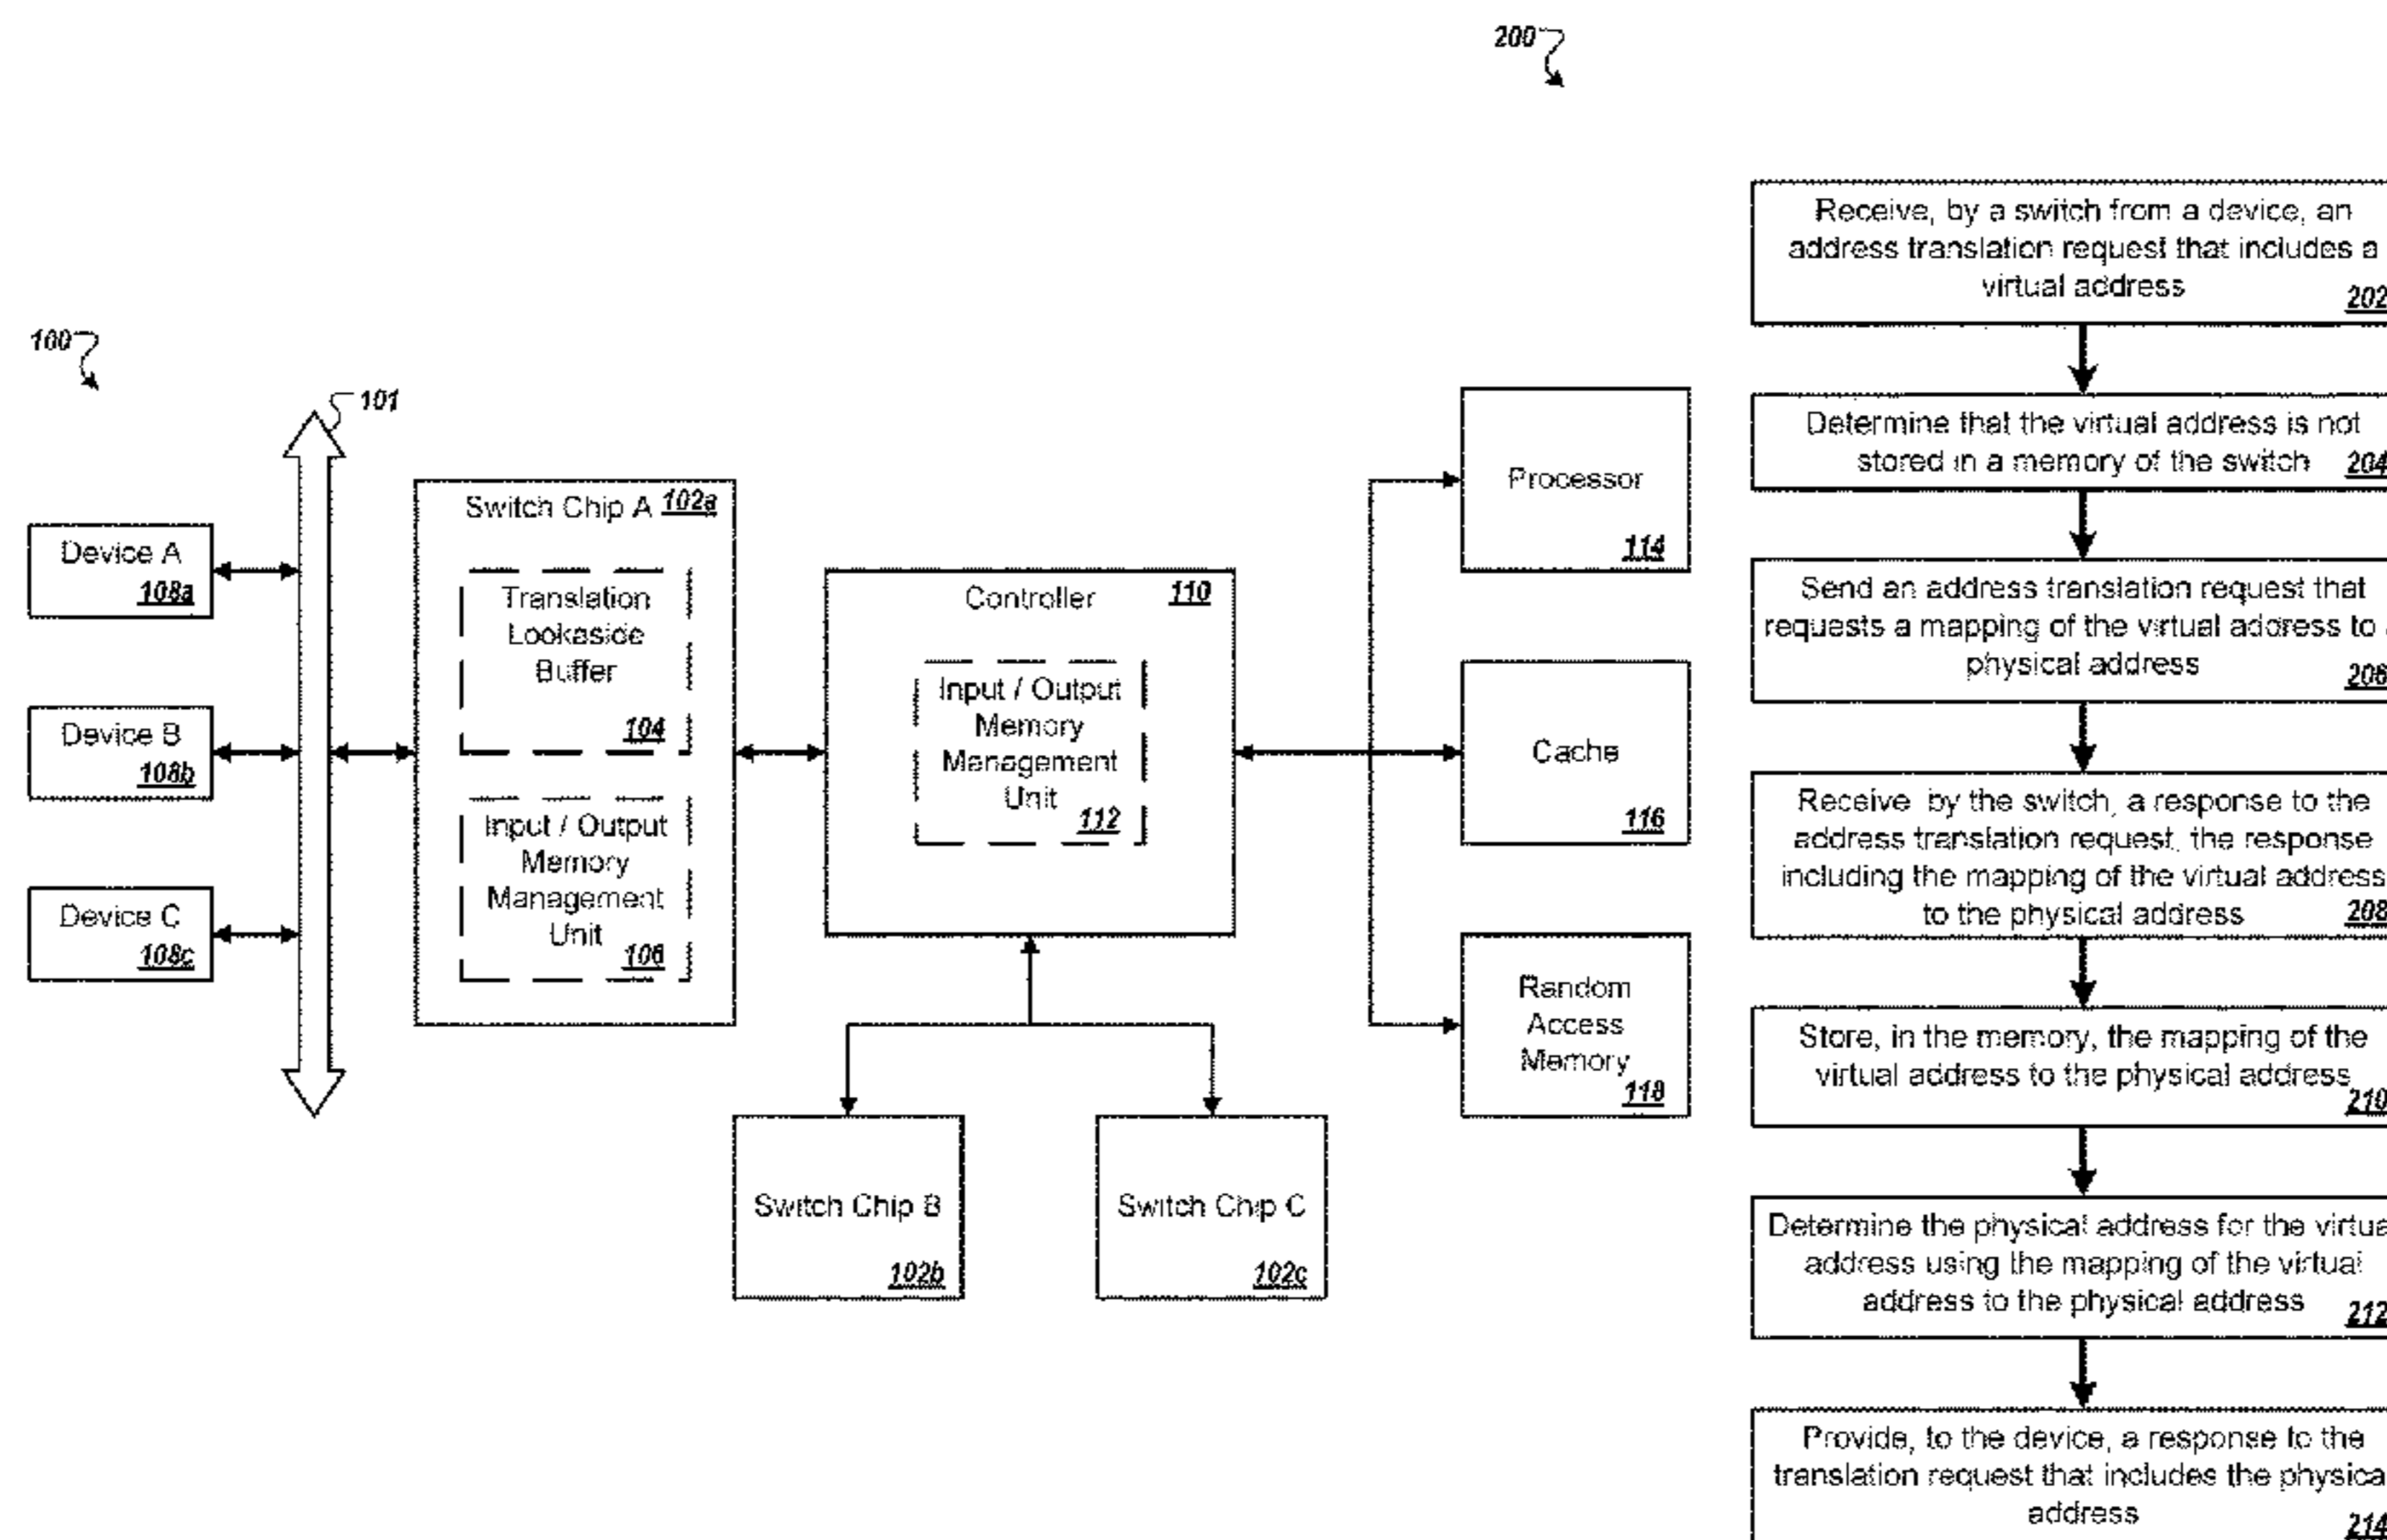 200
100
101
Device A
108a
Device B
108b
Device C
108c
Switch Chip A 102a
Translation
Lookaside
Buffer
104
Input / Output
Memory
Management
Unit
106
Controller 110
Input / Output
Memory
Management
Unit
112
Switch Chip B
102b
Switch Chip C
102c
Processor
114
Cache
116
Random
Access
Memory
118
Receive, by a switch from a device, an
address translation request that includes a
virtual address
202
Determine that the virtual address is not
stored in a memory of the switch 204
Send an address translation request that
requests a mapping of the virtual address to
physical address
206
Receive by the switch, a response to the
address translation request, the response
including the mapping of the virtual address
to the physical address
208
Store, in the memory, the mapping of the
virtual address to the physical address
210
Determine the physical address for the
address using the mapping of the virtual
address to the physical address
212
Provide, to the device, a response to the
translation request that includes the
address
214